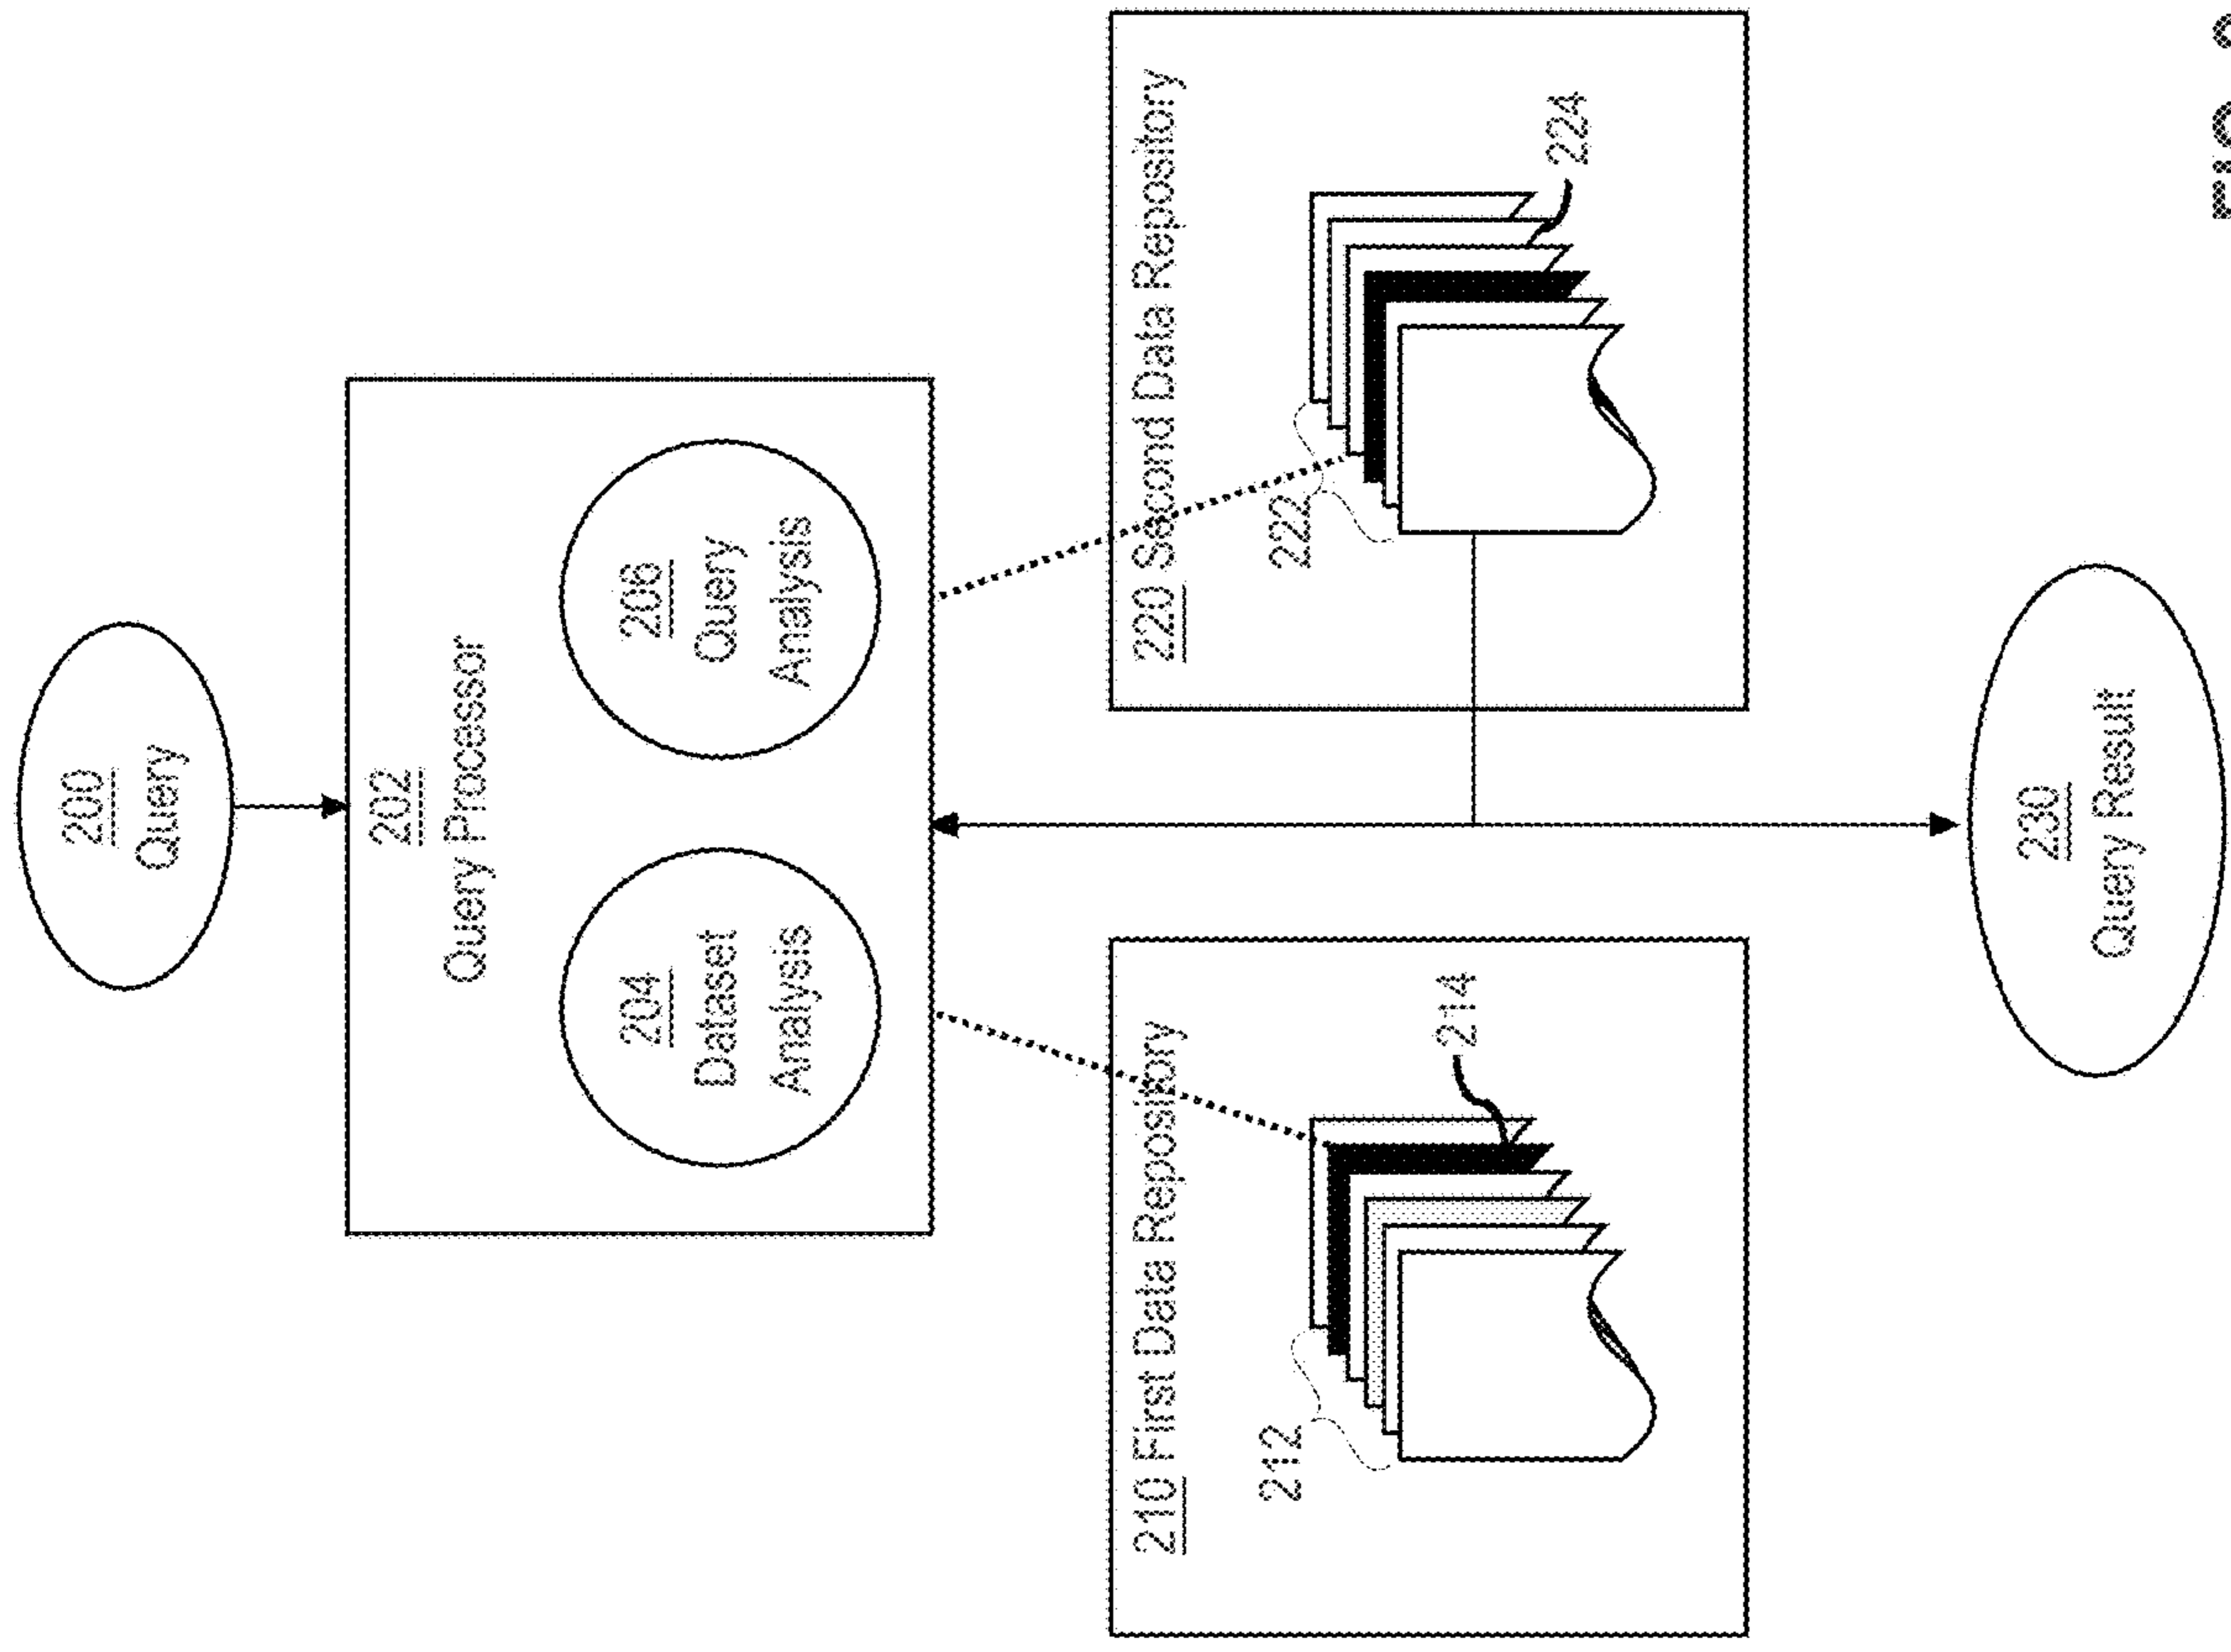 200
Query
202
Query Processor
204
Dataset
Analysis
206
Query
Analysis
210 First Data Repository
212
214
220 Second Data Repository
222
224
230
Query Result